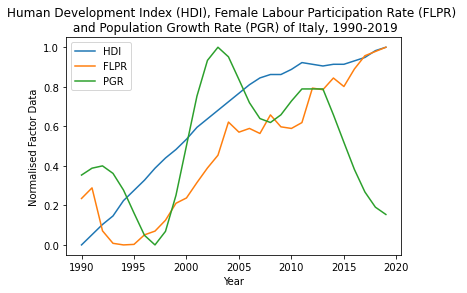 Human Development Index (HDI), Female Labour Participation Rate (FLPR)
and Population Growth Rate (PGR) of Italy, 1990-2019
HDI
FLPR
PGR
Normalised Factor Data
1.0
0.8
0.6
0.4
0.2
0.0
1990 1995 2000 2005 2010 2015 2020
Year